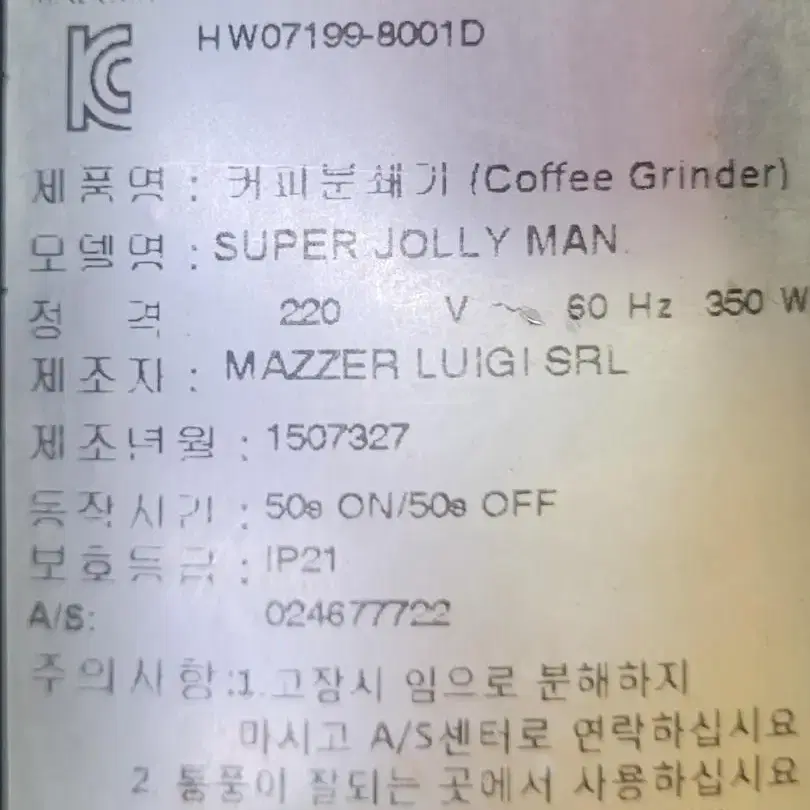 HW07199-8001D
제품명 : 커피분쇄기 (Coffee Grinder)
모델명 : SUPER JOLLY MAN
정 격 220 V ~ 60 Hz 350 W
제조자 : MAZZER LUIGI SRL
제조년월 : 1507327
동작시기 : 50s ON/50s OFF
보호등급 : IP21
A/S: 024677722
주의사항:1.고장시 임으로 분해하지
마시고 A/S센터로 연락하십시요
2. 통풍이 잘되는 곳에서 사용하십시요